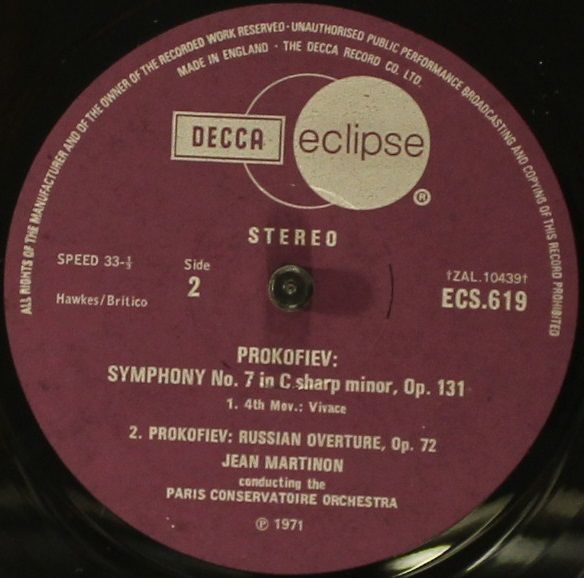 ALL RIGHTS OF THE MANUFACTURER AND OF THE OWNER OF THE RECORDED WORK RESERVED · UNAUTHORISED PUBLIC PERFORMANCE BROADCASTING AND COPYING OF THIS RECORD PROHIBITED
MADE IN ENGLAND · THE DECCA RECORD CO. LTD.
DECCA eclipse ®
STEREO
SPEED 33-⅓
Side
2
†ZAL.10439†
Hawkes/Britico
ECS.619
PROKOFIEV:
SYMPHONY No. 7 in C sharp minor, Op. 131
1. 4th Mov.: Vivace
2. PROKOFIEV: RUSSIAN OVERTURE, Op. 72
JEAN MARTINON
conducting the
PARIS CONSERVATOIRE ORCHESTRA
℗ 1971